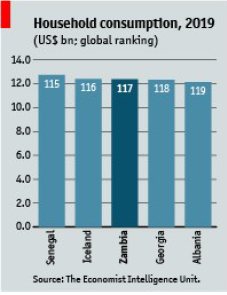 Household consumption, 2019
(US$ bn; global ranking)
14.0
12.0
10.0
8.0
6.0
4.0
2.0
0.0
115
116
117
118
119
Senegal
Iceland
Zambia
Georgia
Albania
Source: The Economist Intelligence Unit.